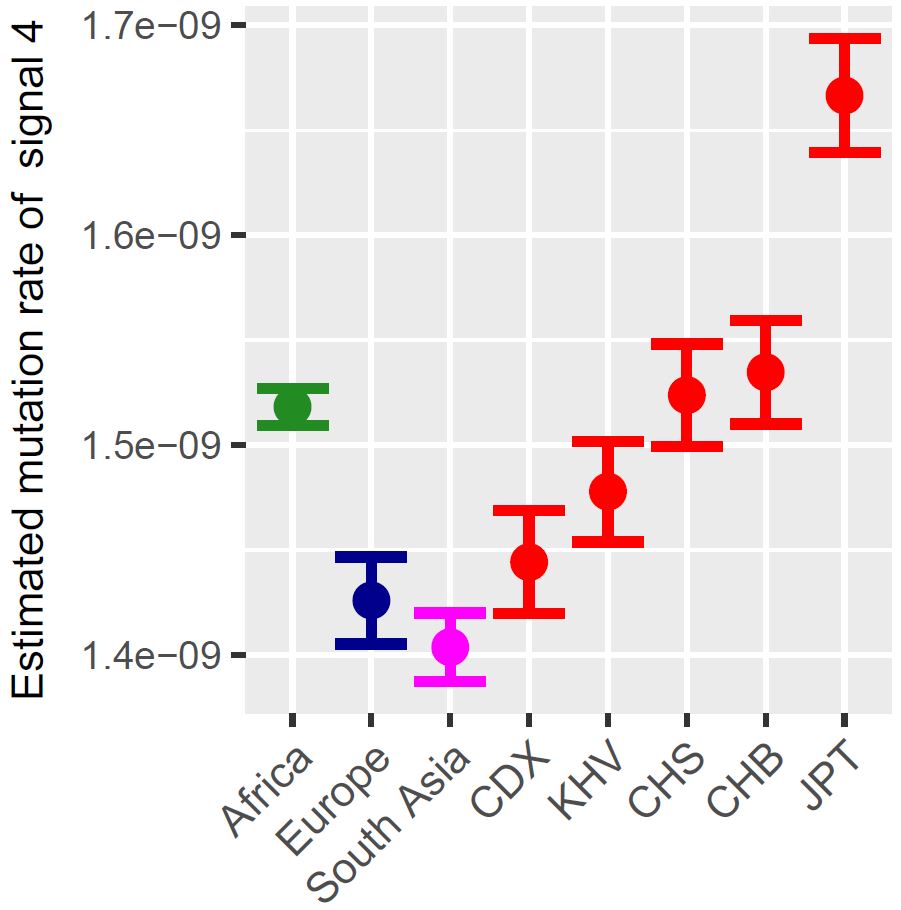 Estimated mutation rate of signal 4
1.7e−09
1.6e−09
1.5e−09
1.4e−09
Africa
Europe
South Asia
CDX
KHV
CHS
CHB
JPT